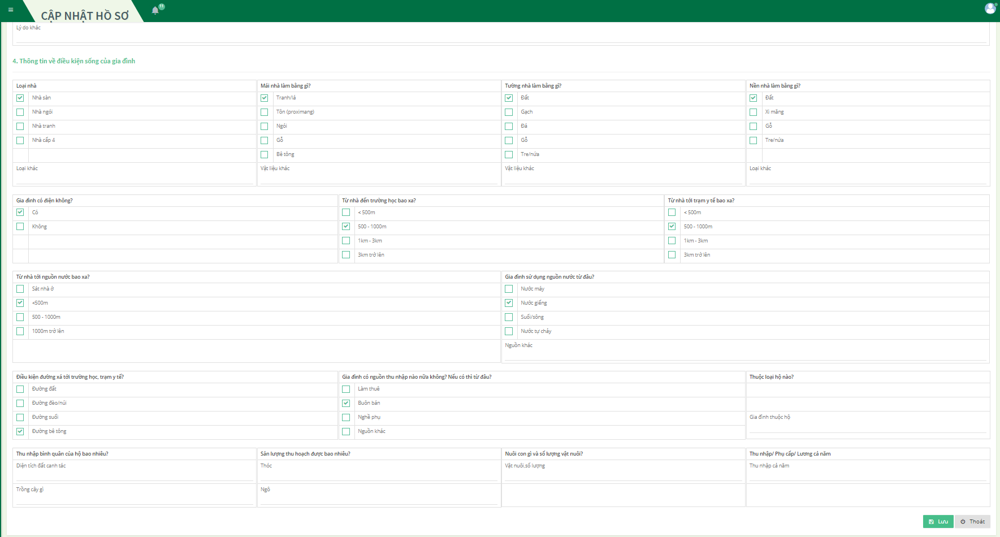 CẬP NHẬT HỒ SƠ
11
Lý do khác
4. Thông tin về điều kiện sống của gia đình
Loại nhà
Nhà sàn
Nhà ngói
Nhà tranh
Nhà cấp 4
Loại khác
Mái nhà làm bằng gì?
Tranh/lá
Tôn (proximang)
Ngói
Gỗ
Bê tông
Vật liệu khác
Tường nhà làm bằng gì?
Đất
Gạch
Đá
Gỗ
Tre/nứa
Vật liệu khác
Nền nhà làm bằng gì?
Đất
Xi măng
Gỗ
Tre/nứa
Loại khác
Gia đình có điện không?
Có
Không
Từ nhà đến trường học bao xa?
< 500m
500 - 1000m
1km - 3km
3km trở lên
Từ nhà tới trạm y tế bao xa?
< 500m
500 - 1000m
1km - 3km
3km trở lên
Từ nhà tới nguồn nước bao xa?
Sát nhà ở
<500m
500 - 1000m
1000m trở lên
Gia đình sử dụng nguồn nước từ đâu?
Nước máy
Nước giếng
Suối/sông
Nước tự chảy
Nguồn khác
Điều kiện đường xá tới trường học, trạm y tế?
Đường đất
Đường đèo/núi
Đường suối
Đường bê tông
Gia đình có nguồn thu nhập nào nữa không? Nếu có thì từ đâu?
Làm thuê
Buôn bán
Nghề phụ
Nguồn khác
Thuộc loại hộ nào?
Gia đình thuộc hộ
Thu nhập bình quân của hộ bao nhiêu?
Diện tích đất canh tác
Trồng cây gì
Sản lượng thu hoạch được bao nhiêu?
Thóc
Ngô
Nuôi con gì và số lượng vật nuôi?
Vật nuôi,số lượng
Thu nhập/ Phụ cấp/ Lương cả năm
Thu nhập cả năm
Lưu
Thoát